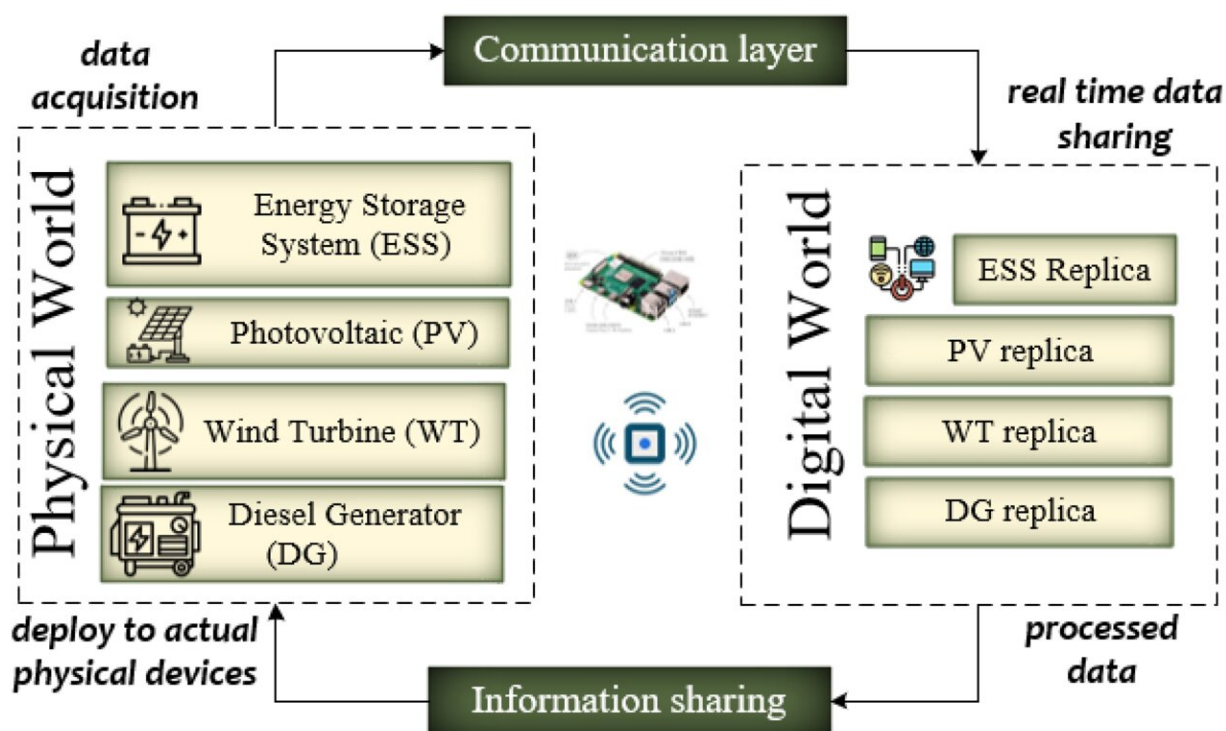 Communication layer
data
acquisition
real time data
sharing
Physical World
Energy Storage
System (ESS)
Photovoltaic (PV)
Wind Turbine (WT)
Diesel Generator
(DG)
Digital World
ESS Replica
PV replica
WT replica
DG replica
deploy to actual
physical devices
processed
data
Information sharing